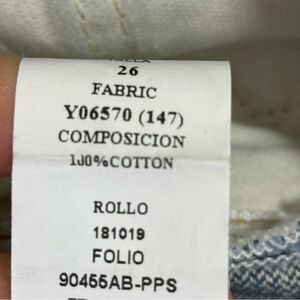 26
FABRIC
Y06570 (147)
COMPOSICION
100%COTTON
ROLLO
181019
FOLIO
90455AB-PPS